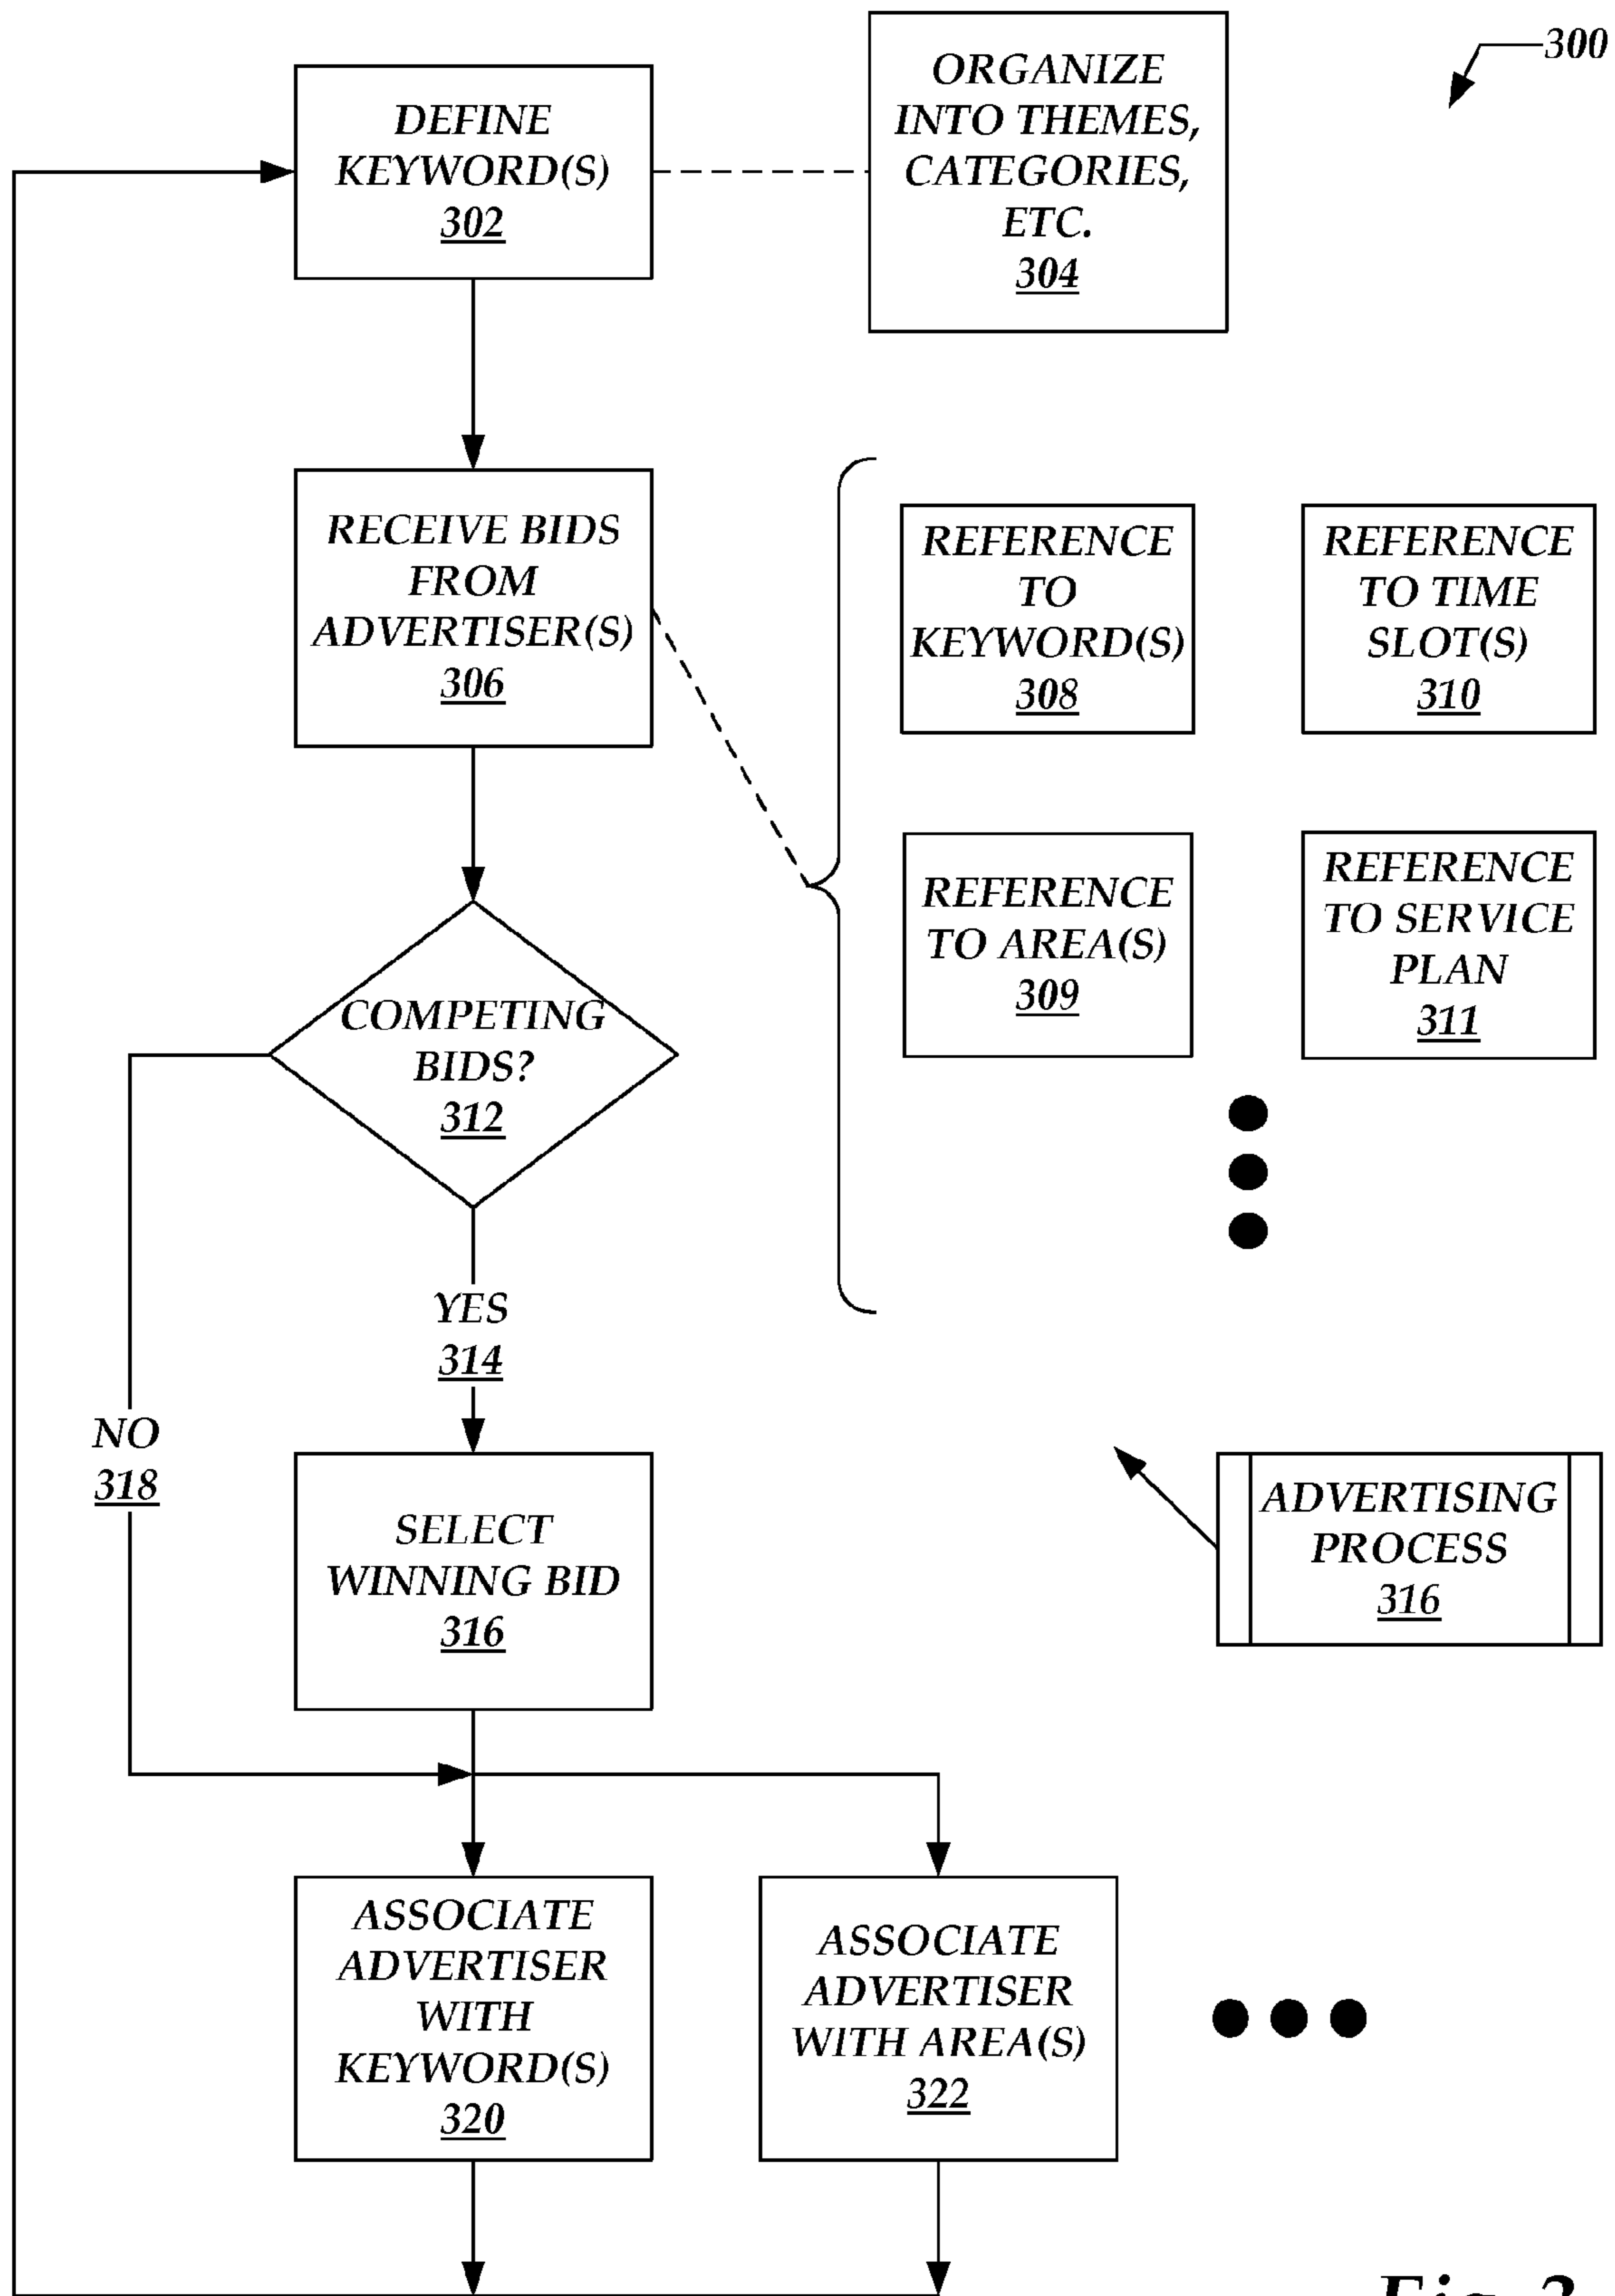 300
DEFINE
KEYWORD(S)
302
ORGANIZE
INTO THEMES,
CATEGORIES,
ETC.
304
RECEIVE BIDS
FROM
ADVERTISER(S)
306
REFERENCE
TO
KEYWORD(S)
308
REFERENCE
TO TIME
SLOT(S)
310
REFERENCE
TO AREA(S)
309
REFERENCE
TO SERVICE
PLAN
311
COMPETING
BIDS?
312
YES
314
NO
318
SELECT
WINNING BID
316
ADVERTISING
PROCESS
316
ASSOCIATE
ADVERTISER
WITH
KEYWORD(S)
320
ASSOCIATE
ADVERTISER
WITH AREA(S)
322